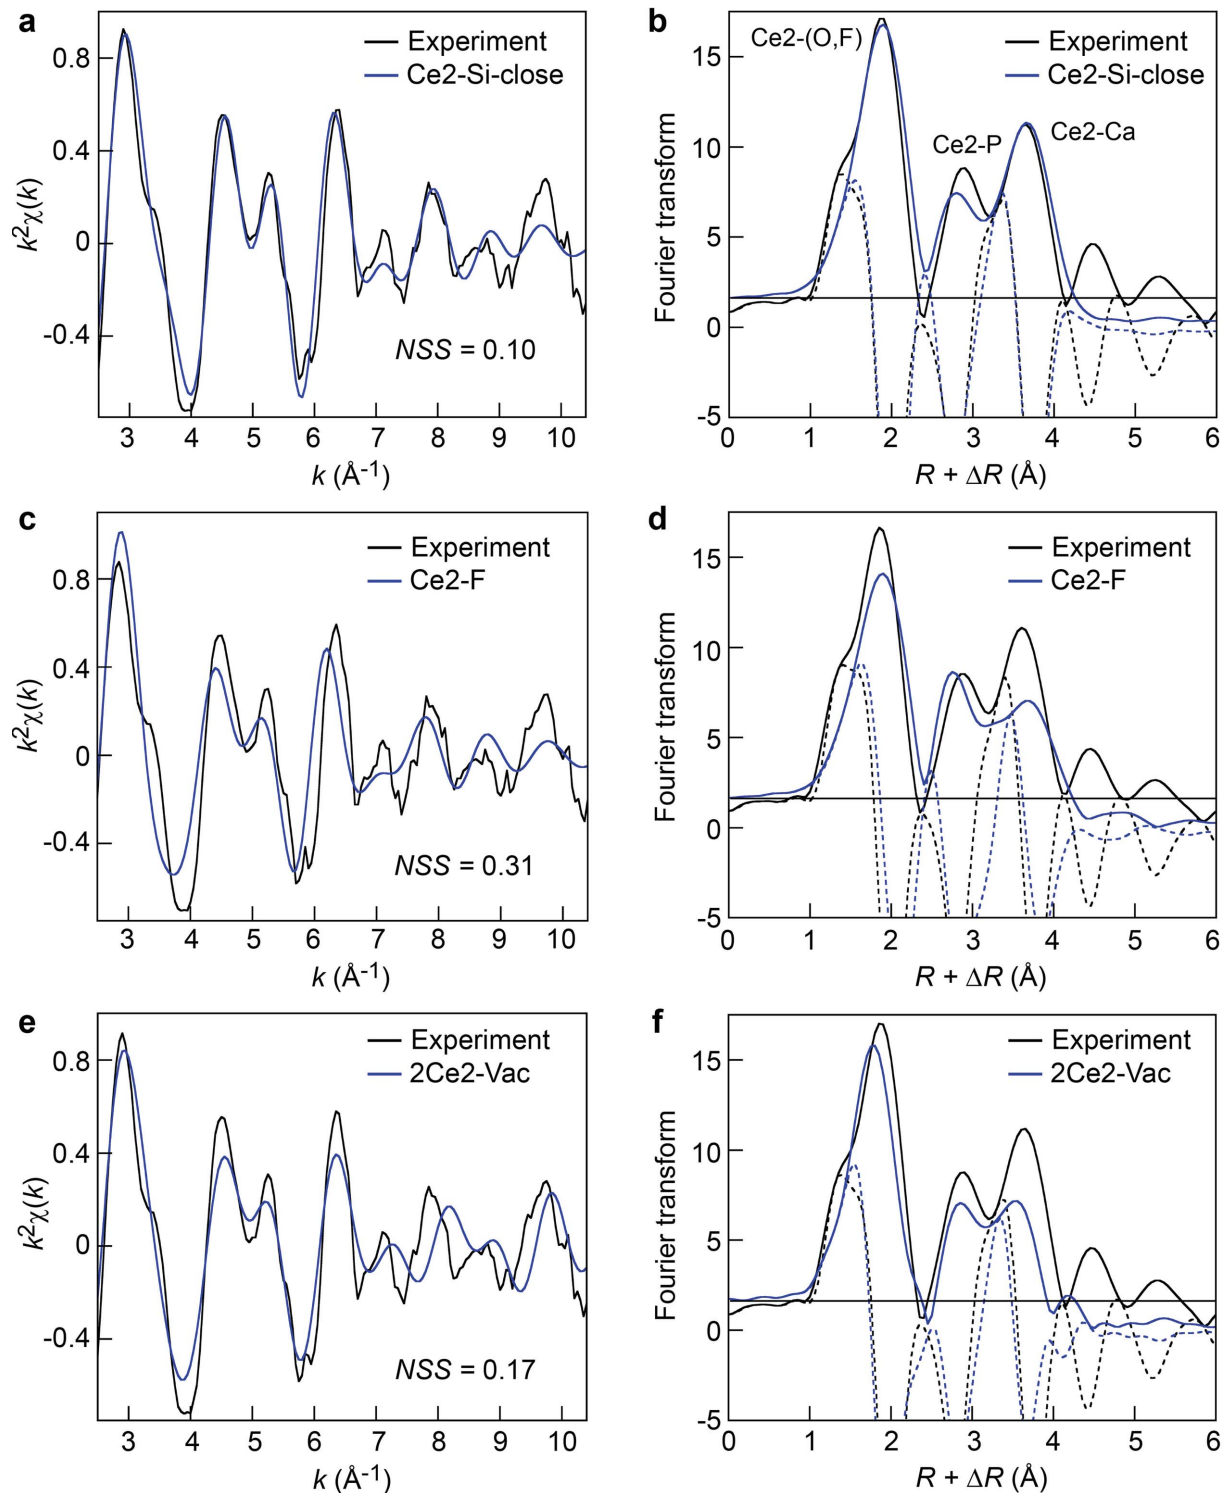 a
Experiment
Ce2-Si-close
k²χ(k)
0.8
0.4
0
-0.4
NSS = 0.10
3 4 5 6 7 8 9 10
k (Å⁻¹)
b
Ce2-(O,F)
Experiment
Ce2-Si-close
Ce2-P
Ce2-Ca
Fourier transform
15
10
5
0
-5
0 1 2 3 4 5 6
R + ΔR (Å)
c
Experiment
Ce2-F
k²χ(k)
0.8
0.4
0
-0.4
NSS = 0.31
3 4 5 6 7 8 9 10
k (Å⁻¹)
d
Experiment
Ce2-F
Fourier transform
15
10
5
0
-5
0 1 2 3 4 5 6
R + ΔR (Å)
e
Experiment
2Ce2-Vac
k²χ(k)
0.8
0.4
0
-0.4
NSS = 0.17
3 4 5 6 7 8 9 10
k (Å⁻¹)
f
Experiment
2Ce2-Vac
Fourier transform
15
10
5
0
-5
0 1 2 3 4 5 6
R + ΔR (Å)